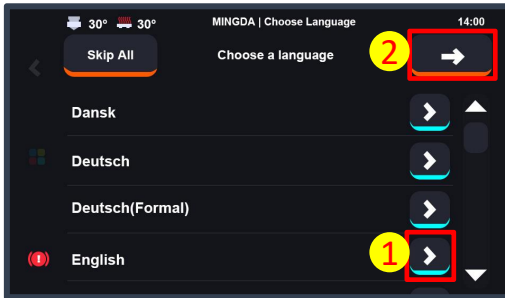 30° 30° MINGDA | Choose Language 14:00
Skip All Choose a language 2
Dansk
Deutsch
Deutsch(Formal)
English 1